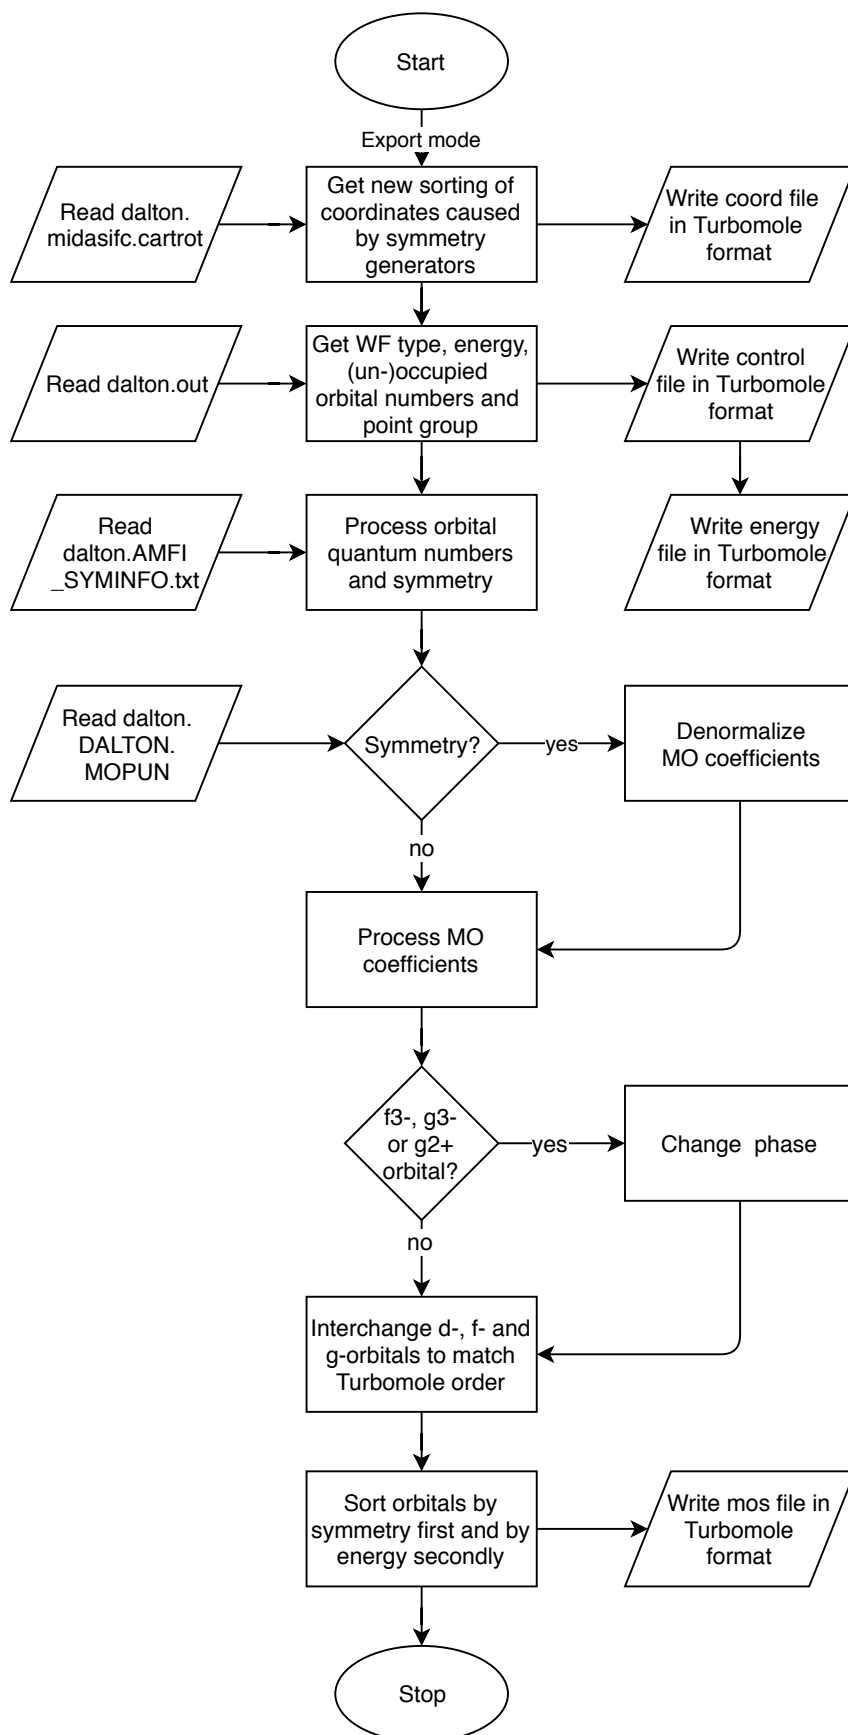 Start
Export mode
Read dalton.
midasifc.cartrot
Get new sorting of
coordinates caused
by symmetry
generators
Write coord file
in Turbomole
format
Read dalton.out
Get WF type, energy,
(un-)occupied
orbital numbers and
point group
Write control
file in Turbomole
format
Read
dalton.AMFI
_SYMINFO.txt
Process orbital
quantum numbers
and symmetry
Write energy
file in Turbomole
format
Read dalton.
DALTON.
MOPUN
Symmetry?
yes
Denormalize
MO coefficients
no
Process MO
coefficients
f3-, g3-
or g2+
orbital?
yes
Change phase
no
Interchange d-, f- and
g-orbitals to match
Turbomole order
Sort orbitals by
symmetry first and by
energy secondly
Write mos file in
Turbomole
format
Stop